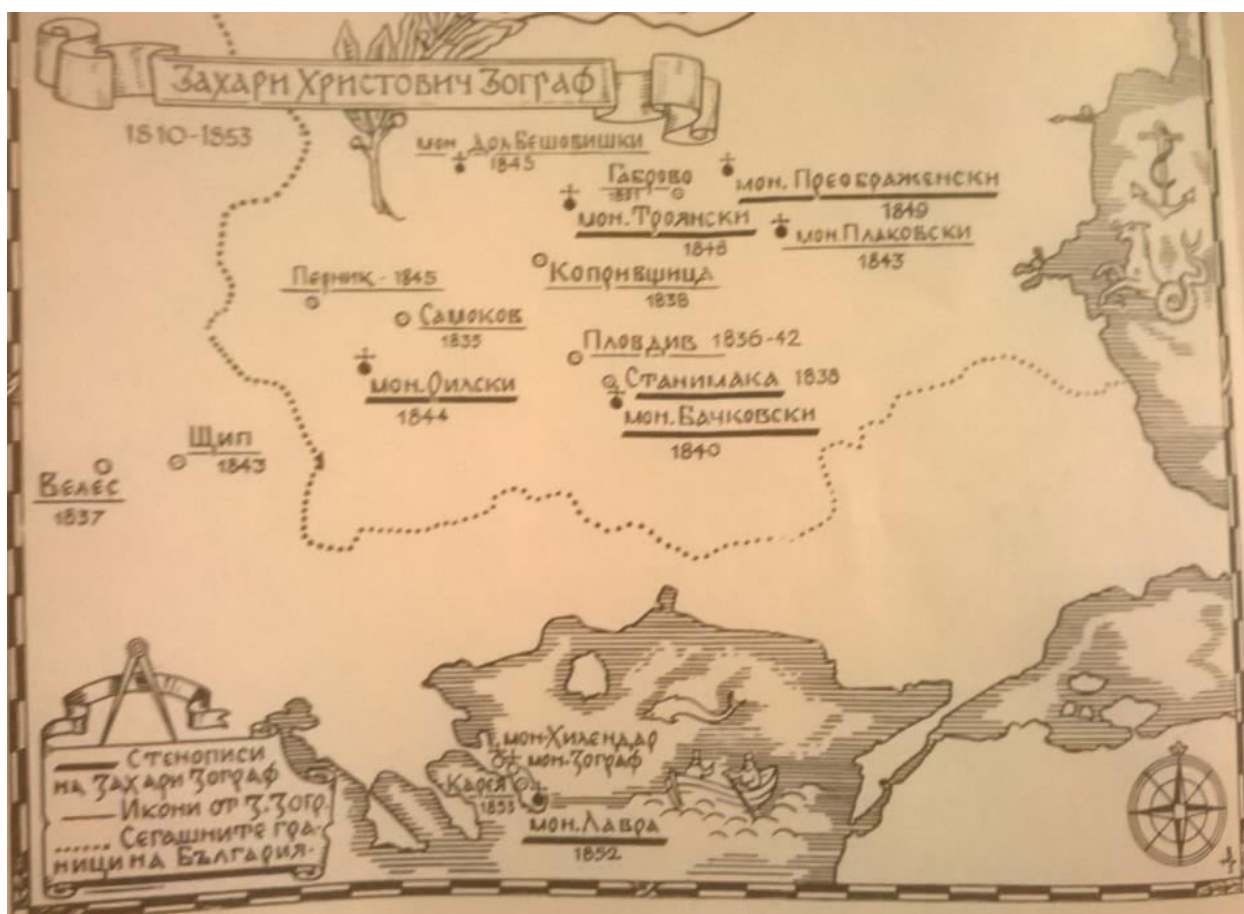 Захари Христович Зограф
1810-1853
мон. Дол. Бешовишки
1845
Габрово
мон. Преображенски
1849
мон. Троянски
1848
мон. Плаковски
1843
Копривщица
1838
Перник - 1845
Самоков
1835
Пловдив 1836-42
Станимака 1838
мон. Рилски
1844
мон. Бачковски
1840
Щип
1843
Велес
1837
мон. Хилендар
мон. Зограф
Карея
1853
мон. Лавра
1852
Стенописи
на Захари Зограф
Икони от З. Зогр.
Сегашните гра-
ници на България